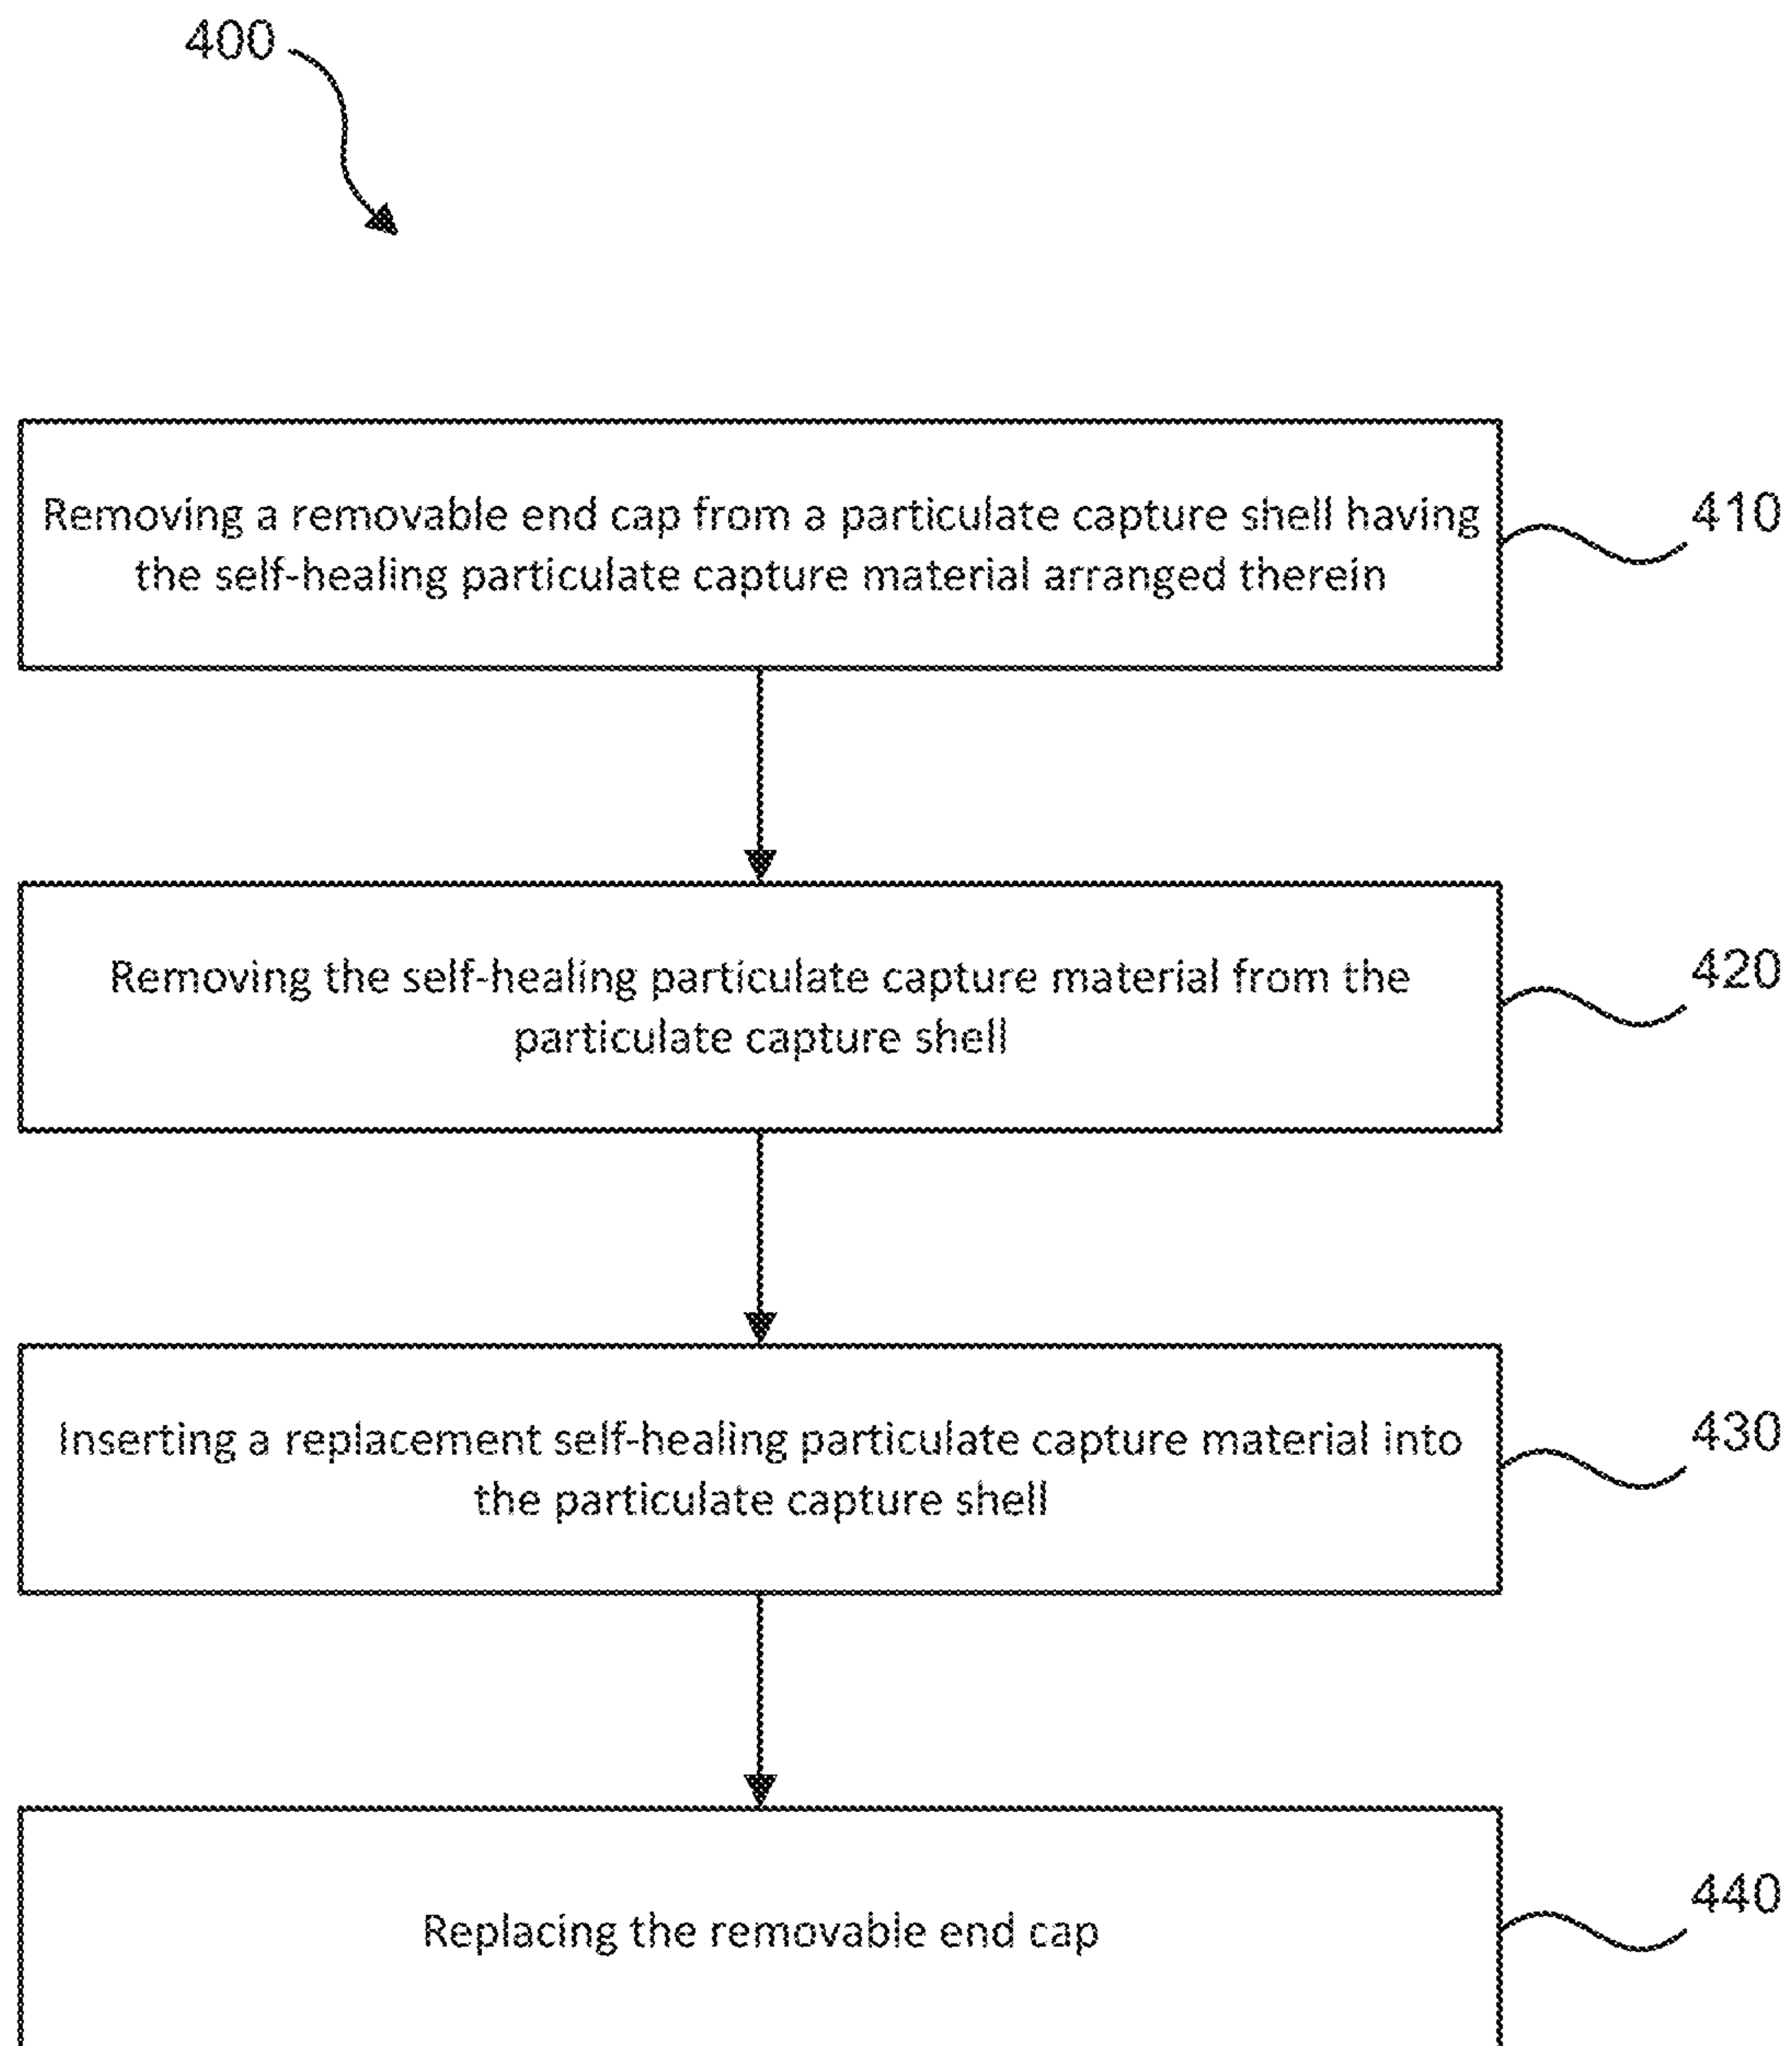 400
Removing a removable end cap from a particulate capture shell having
the self-healing particulate capture material arranged therein
410
Removing the self-healing particulate capture material from the
particulate capture shell
420
Inserting a replacement self-healing particulate capture material into
the particulate capture shell
430
Replacing the removable end cap
440